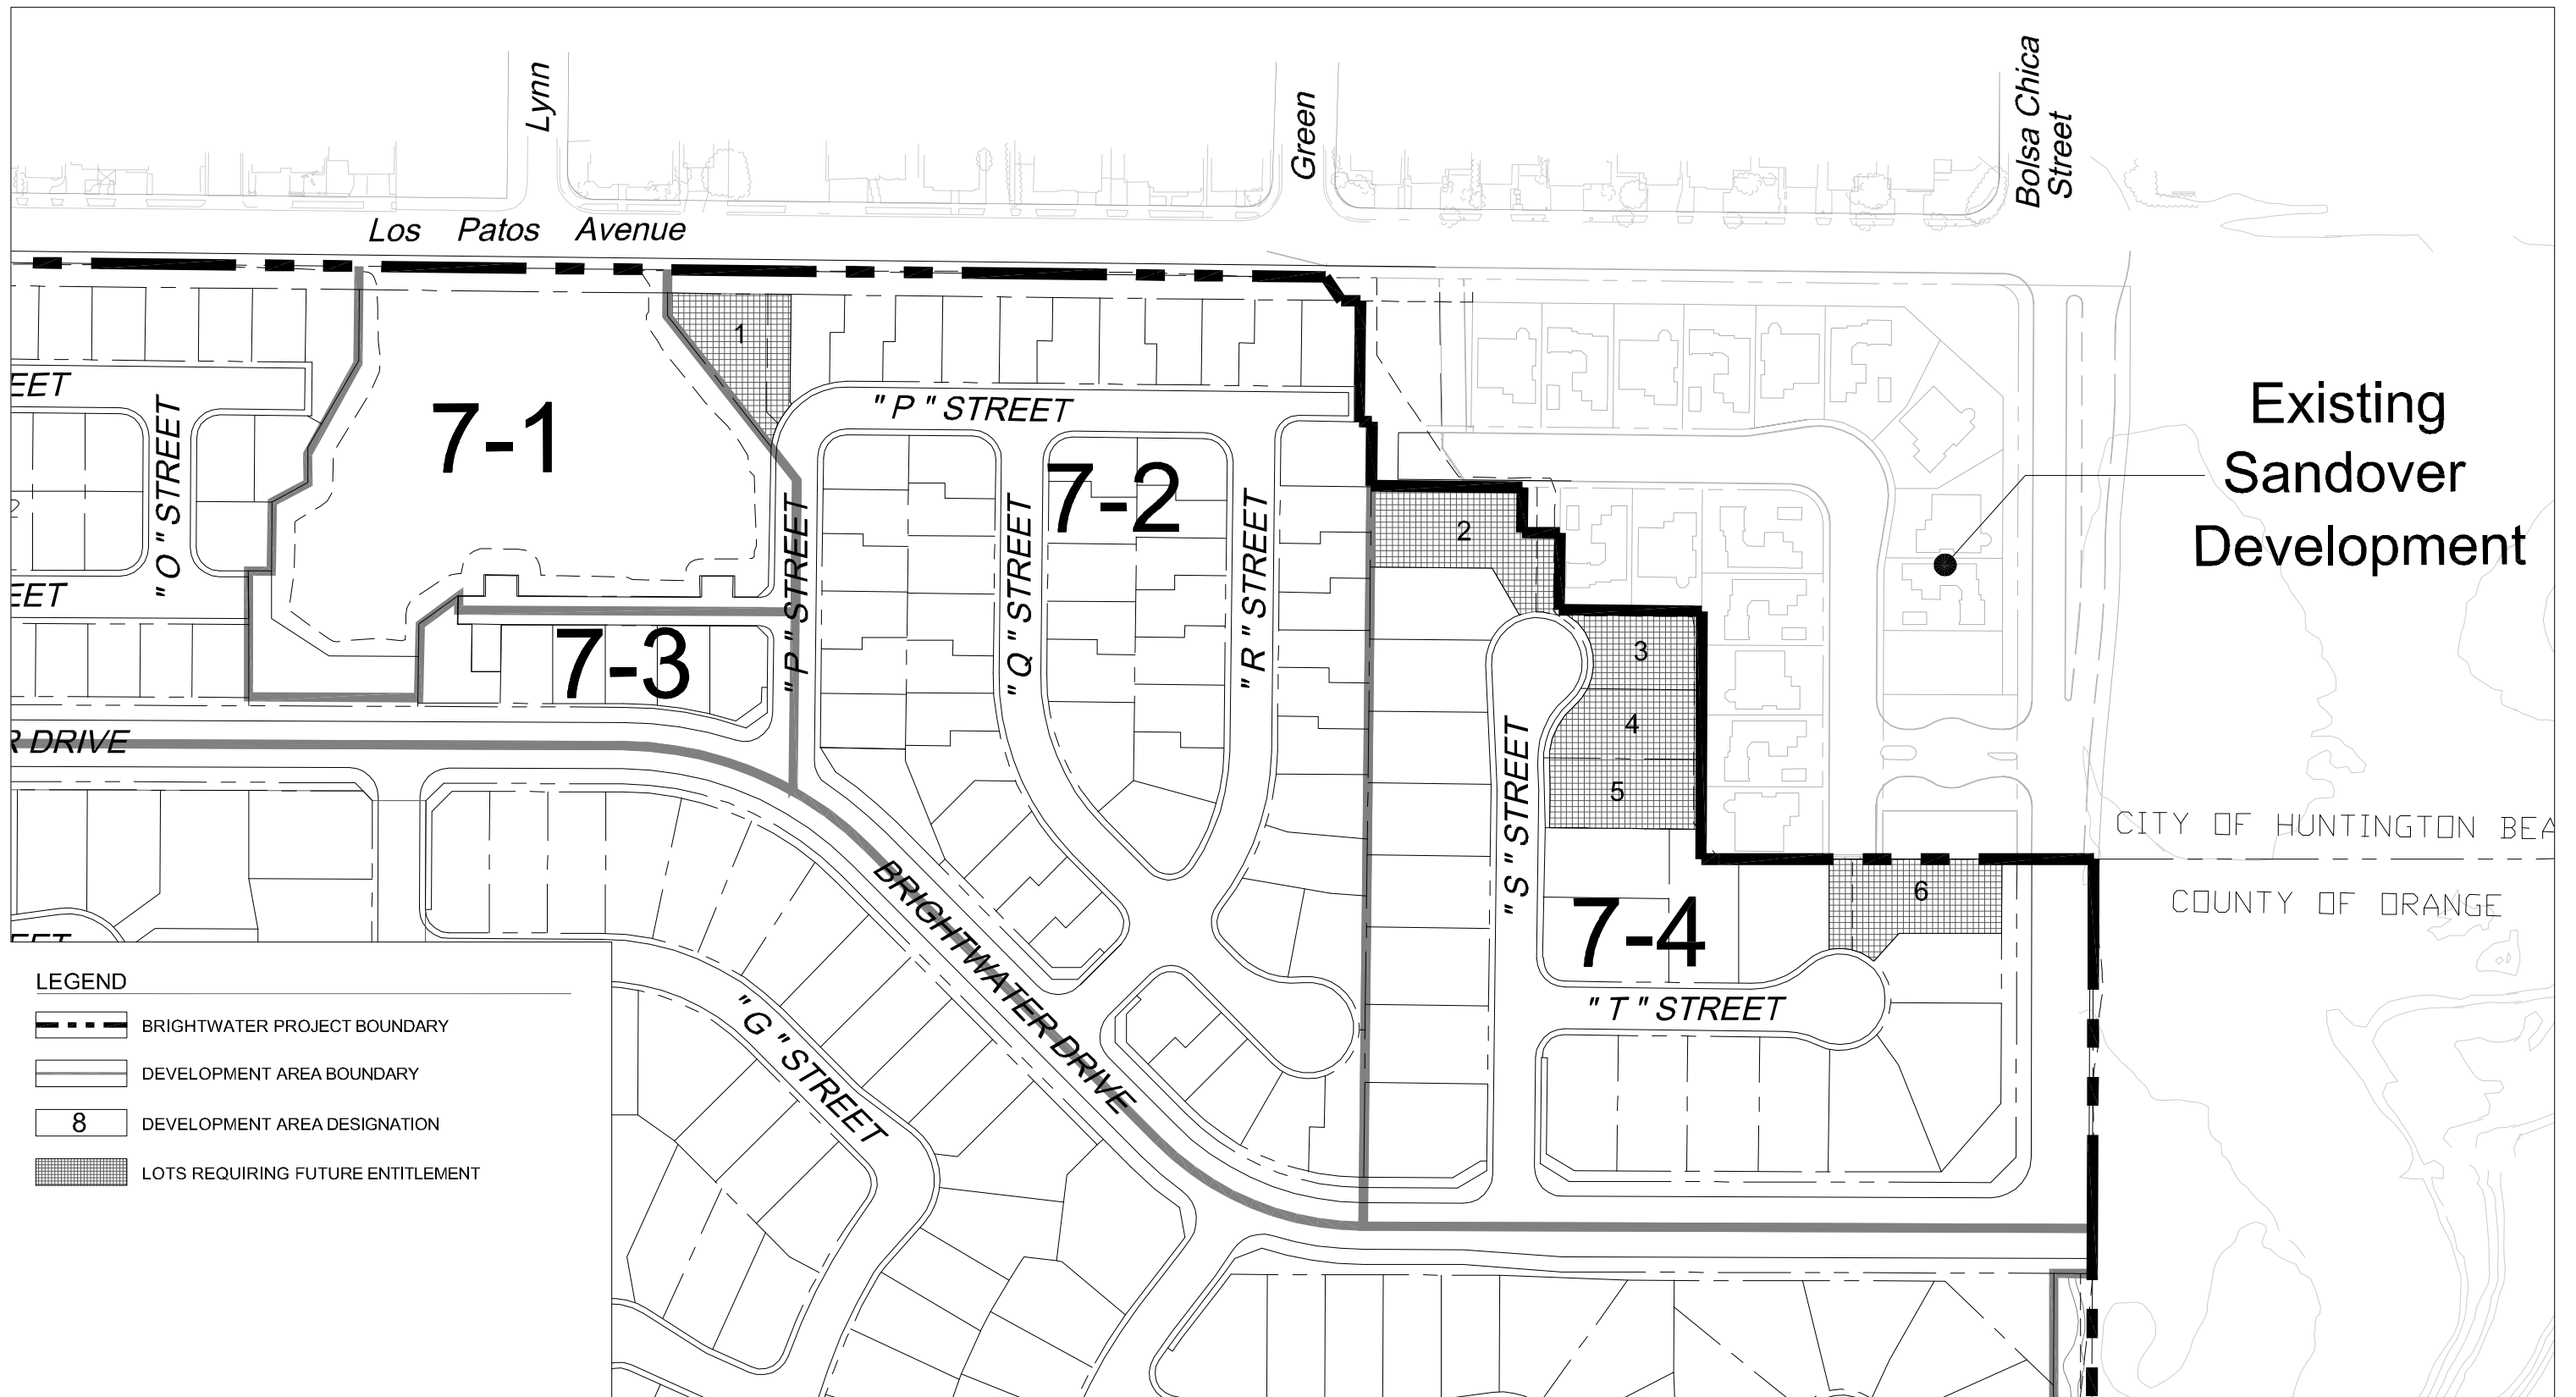 Lynn
Green
Bolsa Chica
Street
Los Patos Avenue
1
EET
"O" STREET
7-1
"P" STREET
7-2
Existing
Sandover
Development
2
2
EET
7-3
"P" STREET
"Q" STREET
"R" STREET
3
4
5
"S" STREET
R DRIVE
BRIGHTWATER DRIVE
CITY OF HUNTINGTON BEA
COUNTY OF ORANGE
6
7-4
"T" STREET
"G" STREET
EET
LEGEND
BRIGHTWATER PROJECT BOUNDARY
DEVELOPMENT AREA BOUNDARY
8 DEVELOPMENT AREA DESIGNATION
LOTS REQUIRING FUTURE ENTITLEMENT